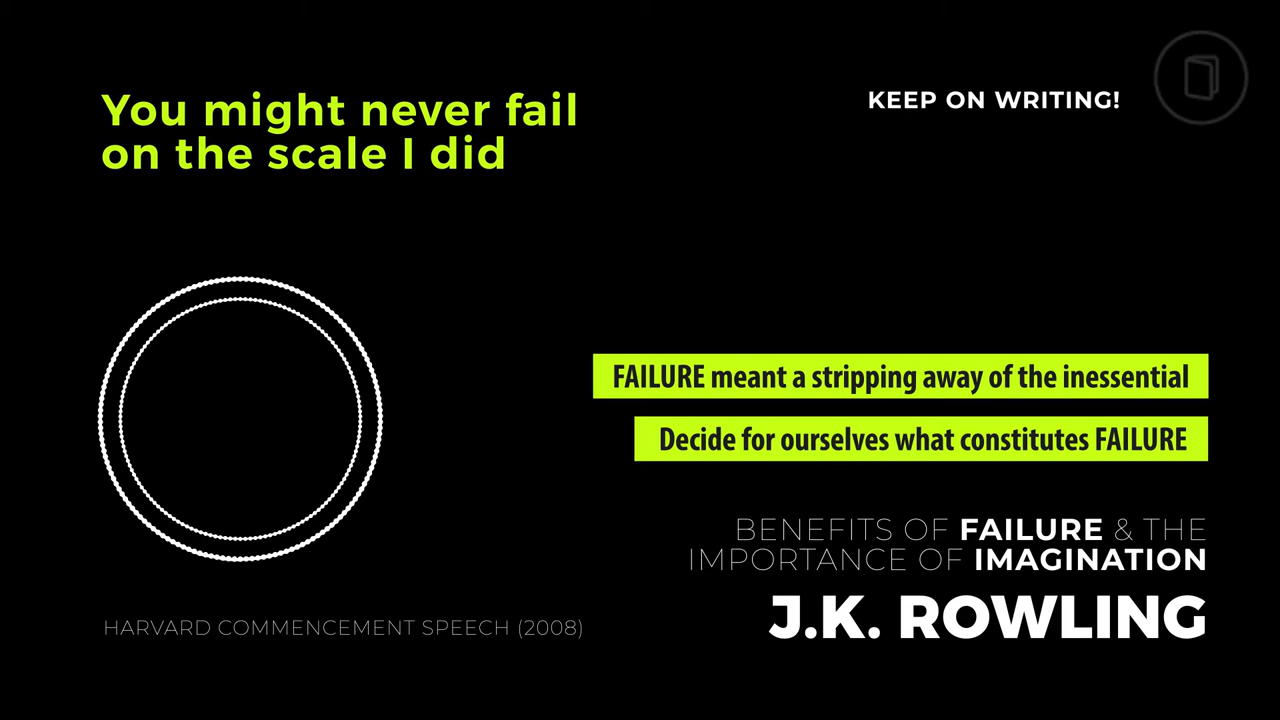 You might never fail
on the scale I did
KEEP ON WRITING!
FAILURE meant a stripping away of the inessential
Decide for ourselves what constitutes FAILURE
BENEFITS OF FAILURE & THE
IMPORTANCE OF IMAGINATION
J.K. ROWLING
HARVARD COMMENCEMENT SPEECH (2008)